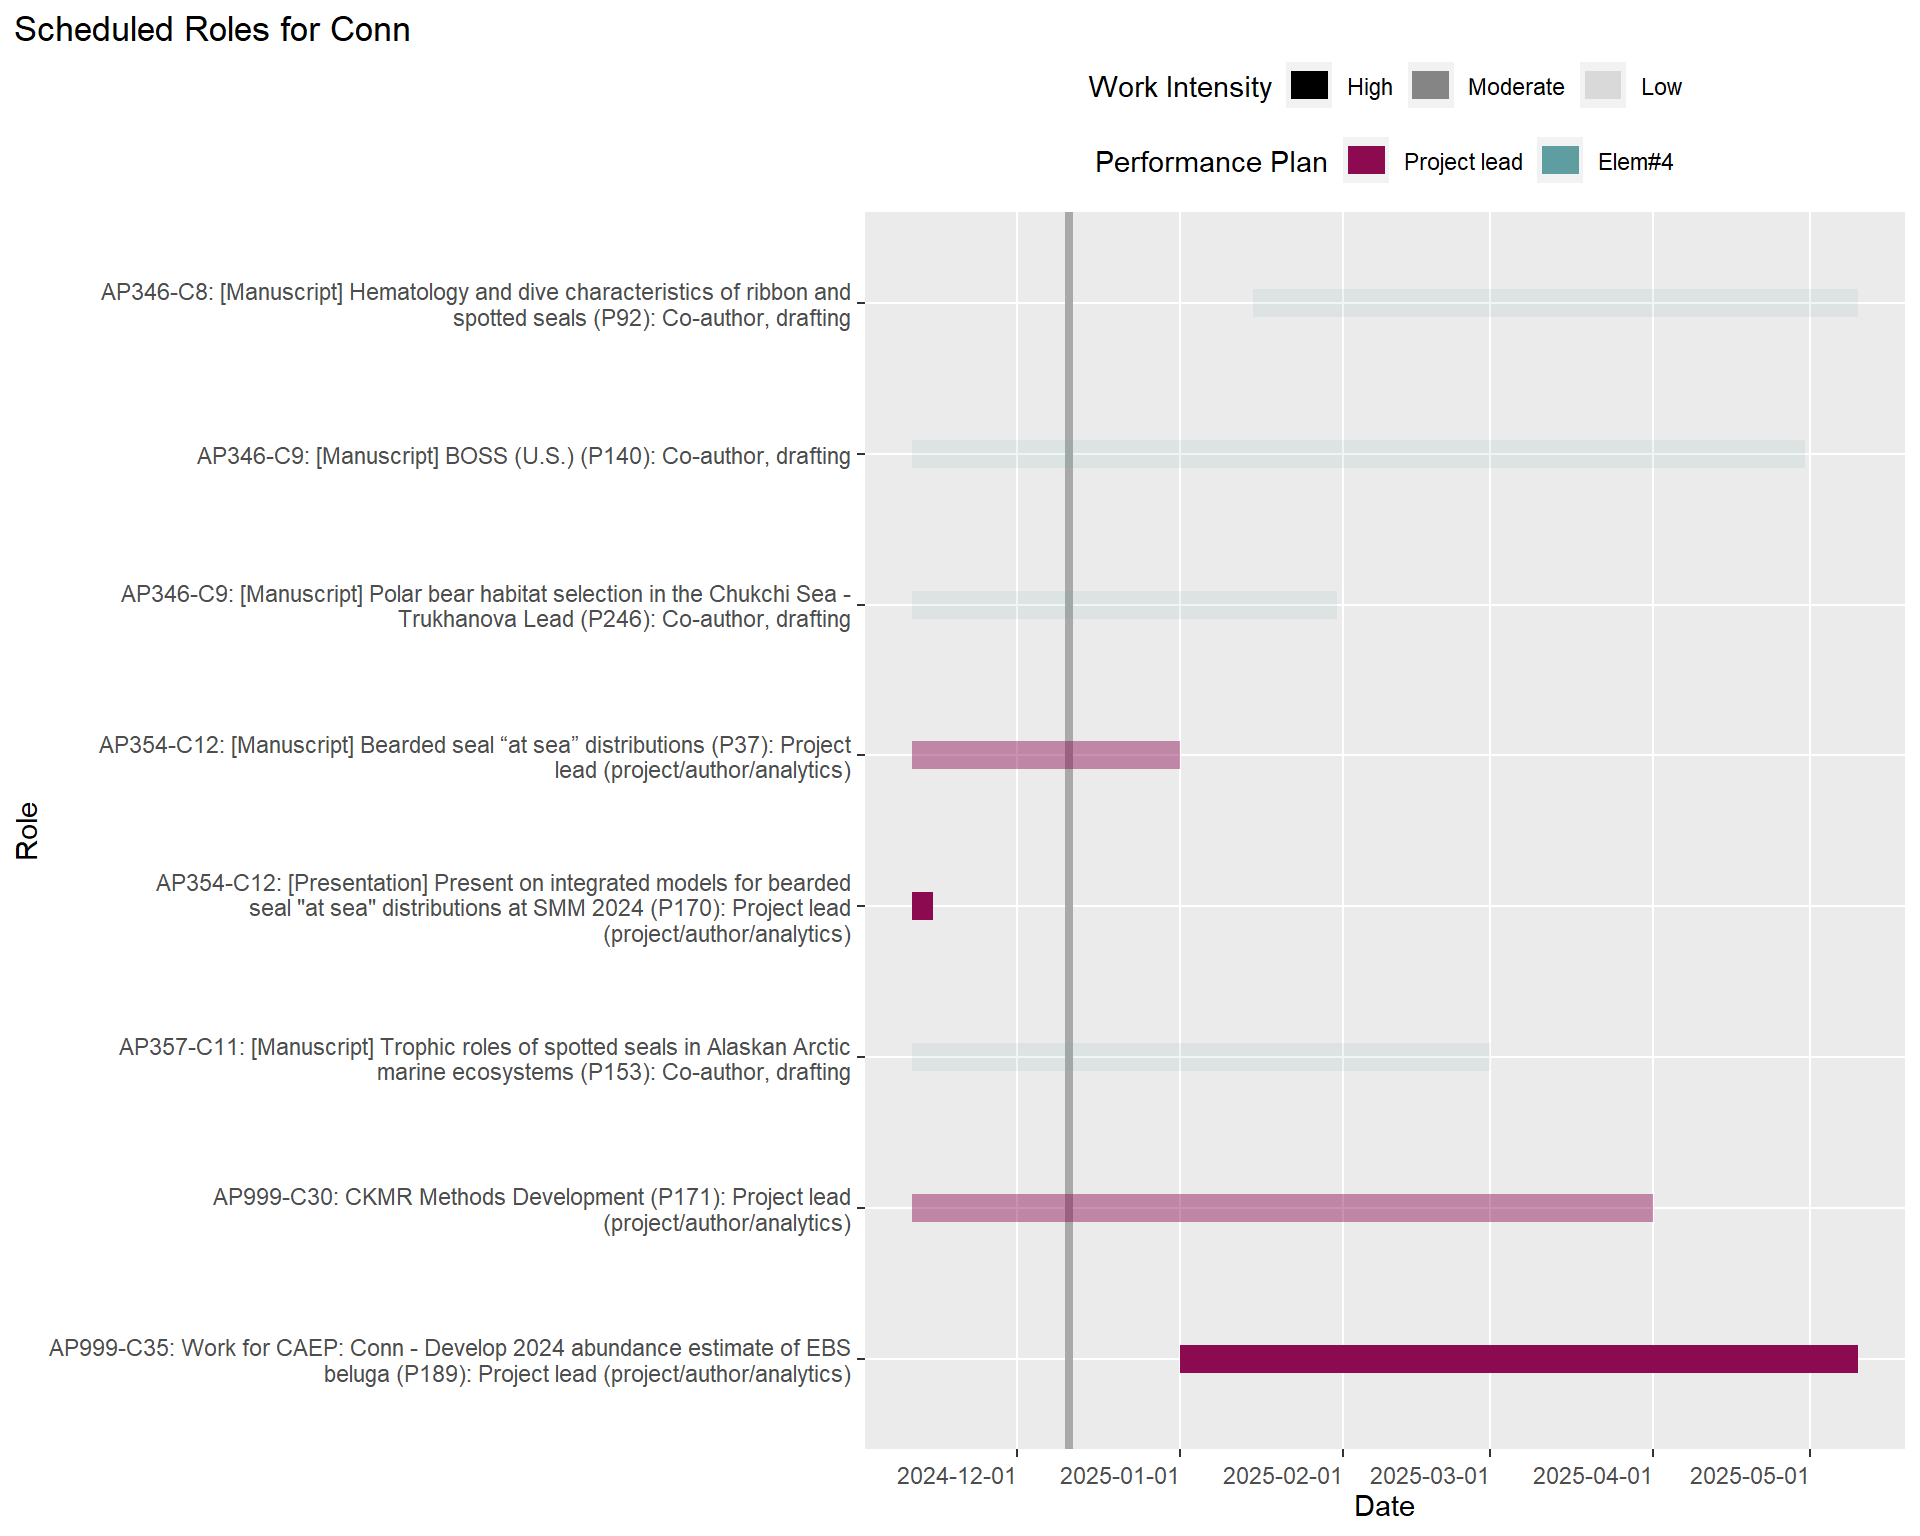 Scheduled Roles for Conn
Work Intensity High Moderate Low
Performance Plan Project lead Elem#4
AP346-C8: [Manuscript] Hematology and dive characteristics of ribbon and
spotted seals (P92): Co-author, drafting
AP346-C9: [Manuscript] BOSS (U.S.) (P140): Co-author, drafting
AP346-C9: [Manuscript] Polar bear habitat selection in the Chukchi Sea -
Trukhanova Lead (P246): Co-author, drafting
AP354-C12: [Manuscript] Bearded seal “at sea” distributions (P37): Project
lead (project/author/analytics)
AP354-C12: [Presentation] Present on integrated models for bearded
seal "at sea" distributions at SMM 2024 (P170): Project lead
(project/author/analytics)
AP357-C11: [Manuscript] Trophic roles of spotted seals in Alaskan Arctic
marine ecosystems (P153): Co-author, drafting
AP999-C30: CKMR Methods Development (P171): Project lead
(project/author/analytics)
AP999-C35: Work for CAEP: Conn - Develop 2024 abundance estimate of EBS
beluga (P189): Project lead (project/author/analytics)
Role
2024-12-01 2025-01-01 2025-02-01 2025-03-01 2025-04-01 2025-05-01
Date